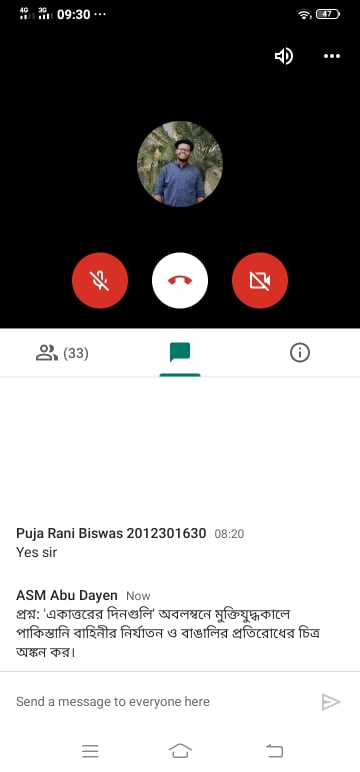 4G 3G 09:30 ··· 47
(33)
Puja Rani Biswas 2012301630 08:20
Yes sir
ASM Abu Dayen Now
প্রশ্ন: 'একাত্তরের দিনগুলি' অবলম্বনে মুক্তিযুদ্ধকালে
পাকিস্তানি বাহিনীর নির্যাতন ও বাঙালির প্রতিরোধের চিত্র
অঙ্কন কর।
Send a message to everyone here